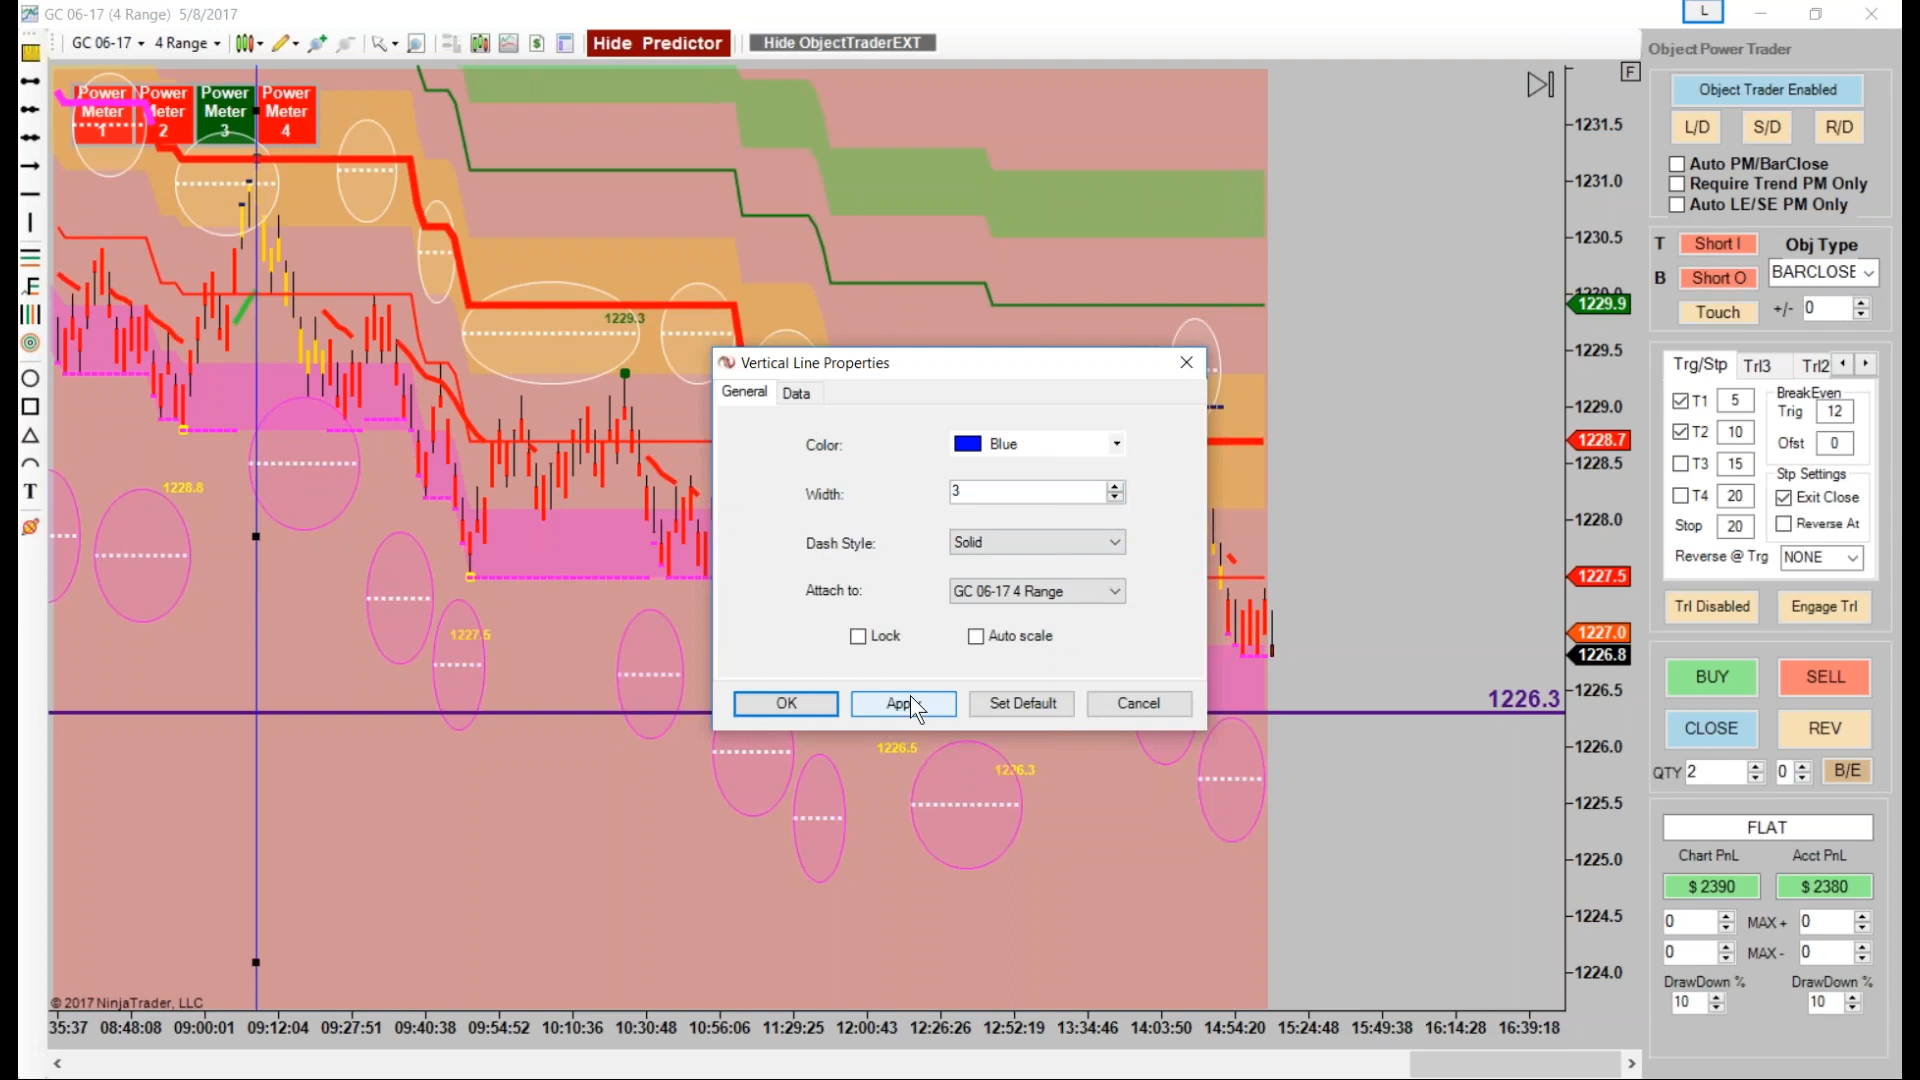 GC 06-17 (4 Range) 5/8/2017
L
GC 06-17 4 Range Hide Predictor Hide ObjectTraderEXT
Object Power Trader
F
Power Meter 1
Power Meter 2
Power Meter 3
Power Meter 4
1229.3
1228.8
1227.5
1226.5
1226.3
1226.3
1231.5
1231.0
1230.5
1229.9
1229.5
1229.0
1228.7
1228.5
1228.0
1227.5
1227.0
1226.8
1226.5
1226.0
1225.5
1225.0
1224.5
1224.0
Vertical Line Properties
General Data
Color: Blue
Width: 3
Dash Style: Solid
Attach to: GC 06-17 4 Range
Lock Auto scale
OK Set Default Cancel
Object Trader Enabled
L/D S/D R/D
Auto PM/BarClose
Require Trend PM Only
Auto LE/SE PM Only
T Short I Obj Type
B Short O BARCLOSE
Touch +/- 0
Trg/Stp Trl3 Trl2
T1 5
T2 10
T3 15
T4 20
Stop 20
BreakEven
Trig 12
Ofst 0
Stp Settings
Exit Close
Reverse At
Reverse @ Trg NONE
Trl Disabled Engage Trl
BUY SELL
CLOSE REV
QTY 2 0 B/E
FLAT
Chart PnL Acct PnL
$ 2390 $ 2380
0 MAX + 0
0 MAX - 0
DrawDown % DrawDown %
10 10
© 2017 NinjaTrader, LLC
35:37 08:48:08 09:00:01 09:12:04 09:27:51 09:40:38 09:54:52 10:10:36 10:30:48 10:56:06 11:29:25 12:00:43 12:26:26 12:52:19 13:34:46 14:03:50 14:54:20 15:24:48 15:49:38 16:14:28 16:39:18